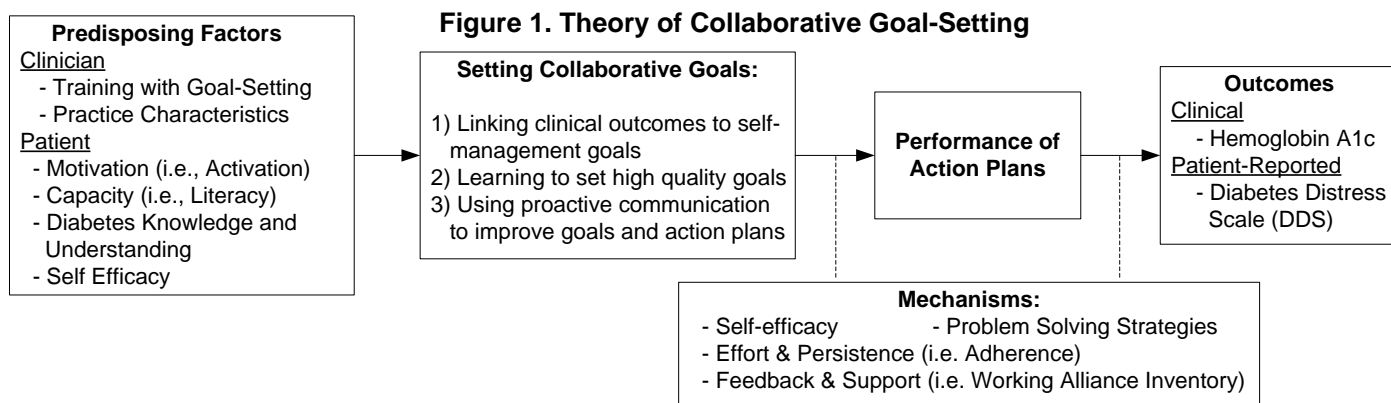 Figure 1. Theory of Collaborative Goal-Setting
Predisposing Factors
Clinician
- Training with Goal-Setting
- Practice Characteristics
Patient
- Motivation (i.e., Activation)
- Capacity (i.e., Literacy)
- Diabetes Knowledge and
Understanding
- Self Efficacy
Setting Collaborative Goals:
1) Linking clinical outcomes to self-
management goals
2) Learning to set high quality goals
3) Using proactive communication
to improve goals and action plans
Performance of
Action Plans
Outcomes
Clinical
- Hemoglobin A1c
Patient-Reported
- Diabetes Distress
Scale (DDS)
Mechanisms:
- Self-efficacy - Problem Solving Strategies
- Effort & Persistence (i.e. Adherence)
- Feedback & Support (i.e. Working Alliance Inventory)